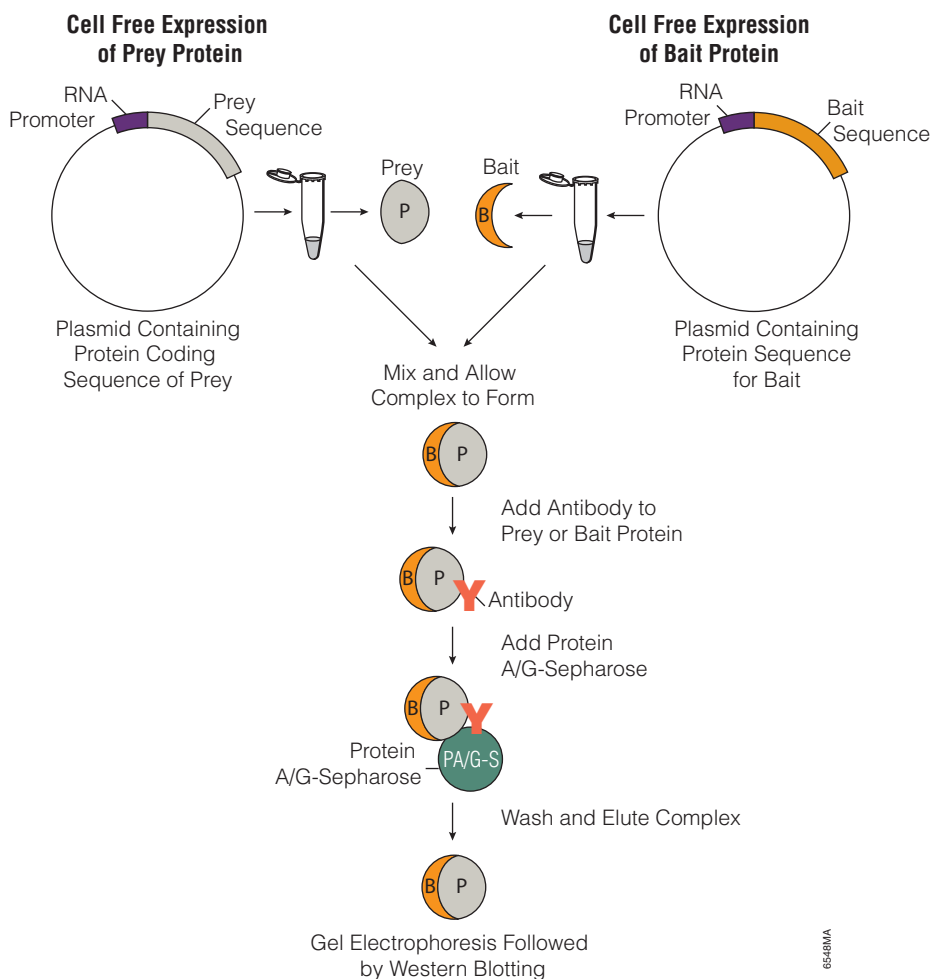 Cell Free Expression
of Prey Protein
Cell Free Expression
of Bait Protein
RNA
Promoter
Prey
Sequence
RNA
Promoter
Bait
Sequence
Prey
P
Bait
B
Plasmid Containing
Protein Coding
Sequence of Prey
Plasmid Containing
Protein Sequence
for Bait
Mix and Allow
Complex to Form
B P
Add Antibody to
Prey or Bait Protein
B P
Antibody
Add Protein
A/G-Sepharose
B P
Protein
A/G-Sepharose
PA/G-S
Wash and Elute Complex
B P
Gel Electrophoresis Followed
by Western Blotting
6548MA